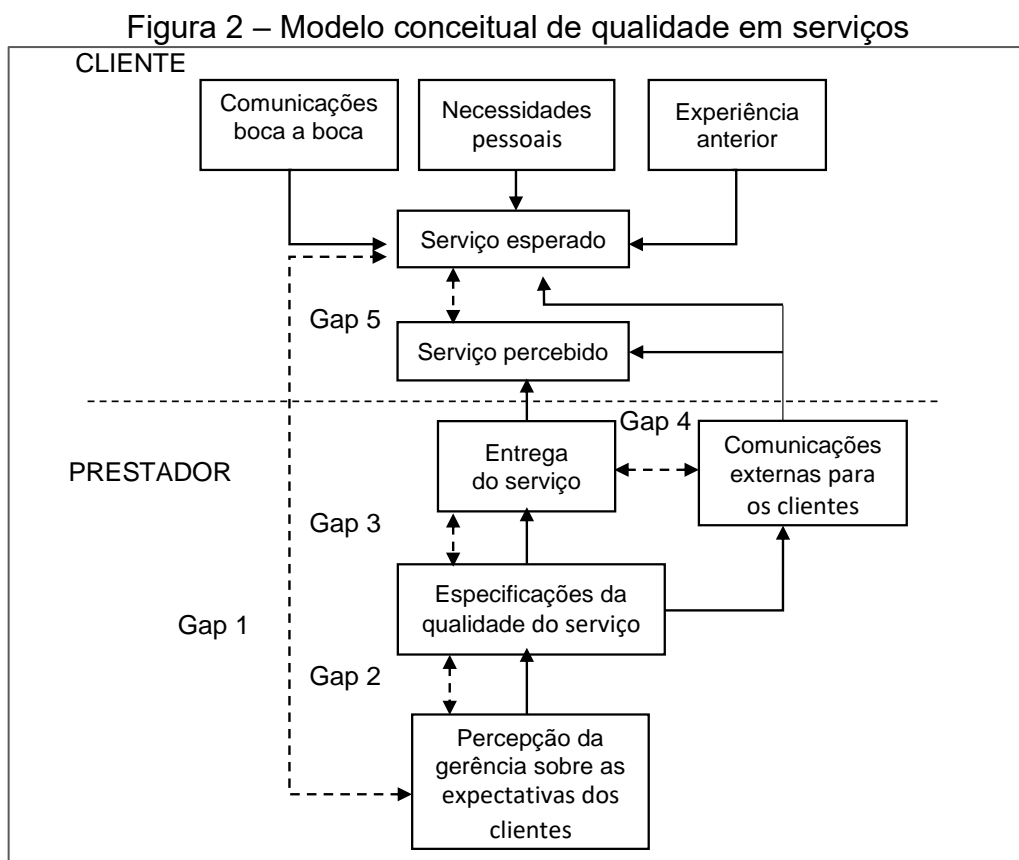 Figura 2 – Modelo conceitual de qualidade em serviços
CLIENTE
Comunicações
boca a boca
Necessidades
pessoais
Experiência
anterior
Serviço esperado
Gap 5
Serviço percebido
Gap 4
PRESTADOR
Entrega
do serviço
Comunicações
externas para
os clientes
Gap 3
Especificações da
qualidade do serviço
Gap 1
Gap 2
Percepção da
gerência sobre as
expectativas dos
clientes